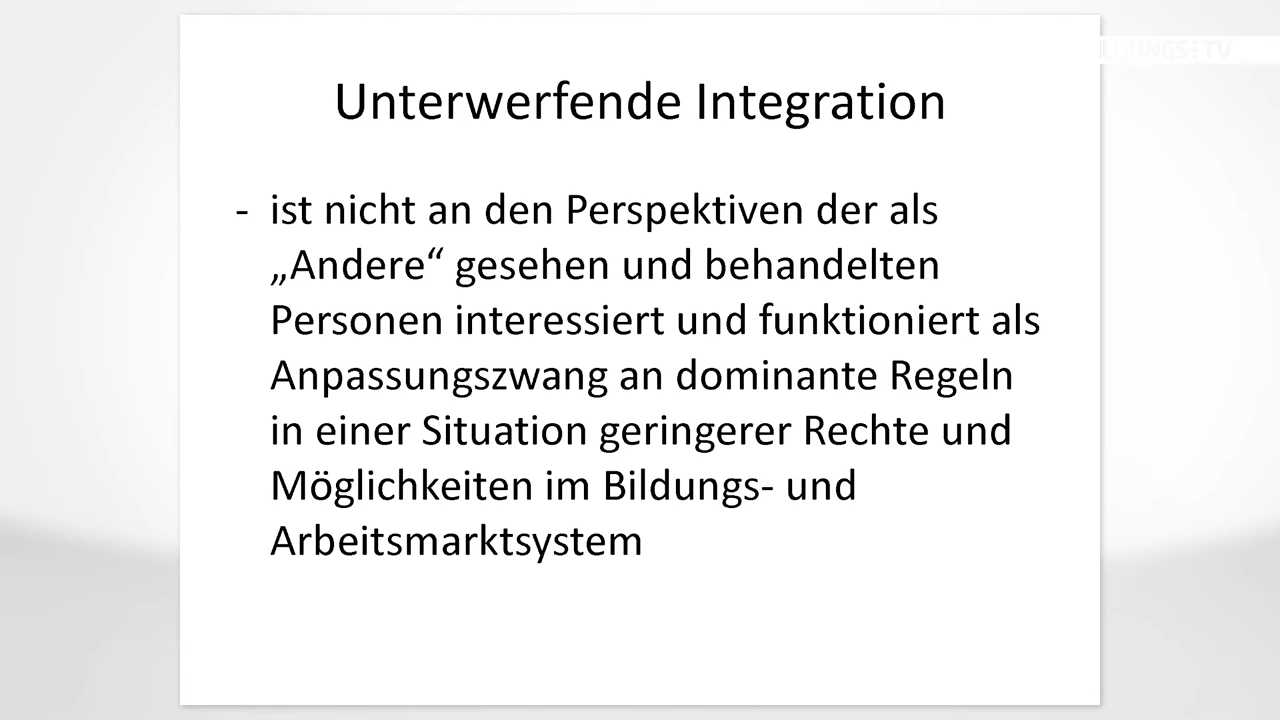 Unterwerfende Integration
- ist nicht an den Perspektiven der als
„Andere“ gesehen und behandelten
Personen interessiert und funktioniert als
Anpassungszwang an dominante Regeln
in einer Situation geringerer Rechte und
Möglichkeiten im Bildungs- und
Arbeitsmarktsystem